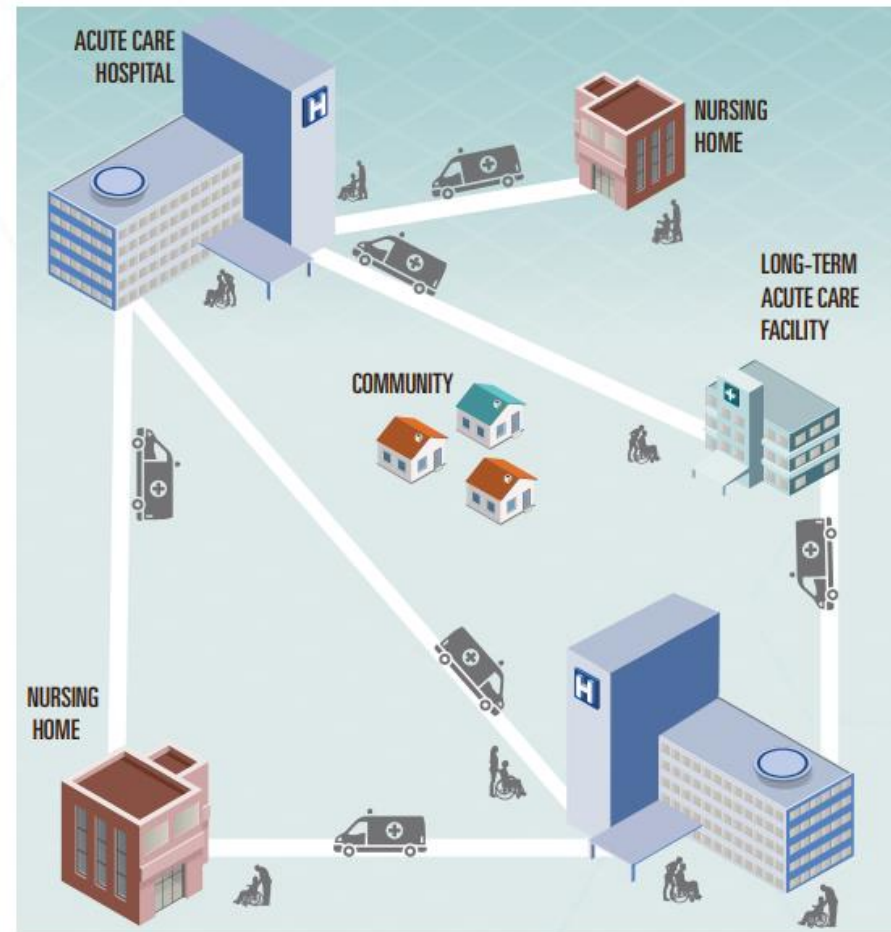 ACUTE CARE
HOSPITAL
H
NURSING
HOME
LONG-TERM
ACUTE CARE
FACILITY
COMMUNITY
H
NURSING
HOME